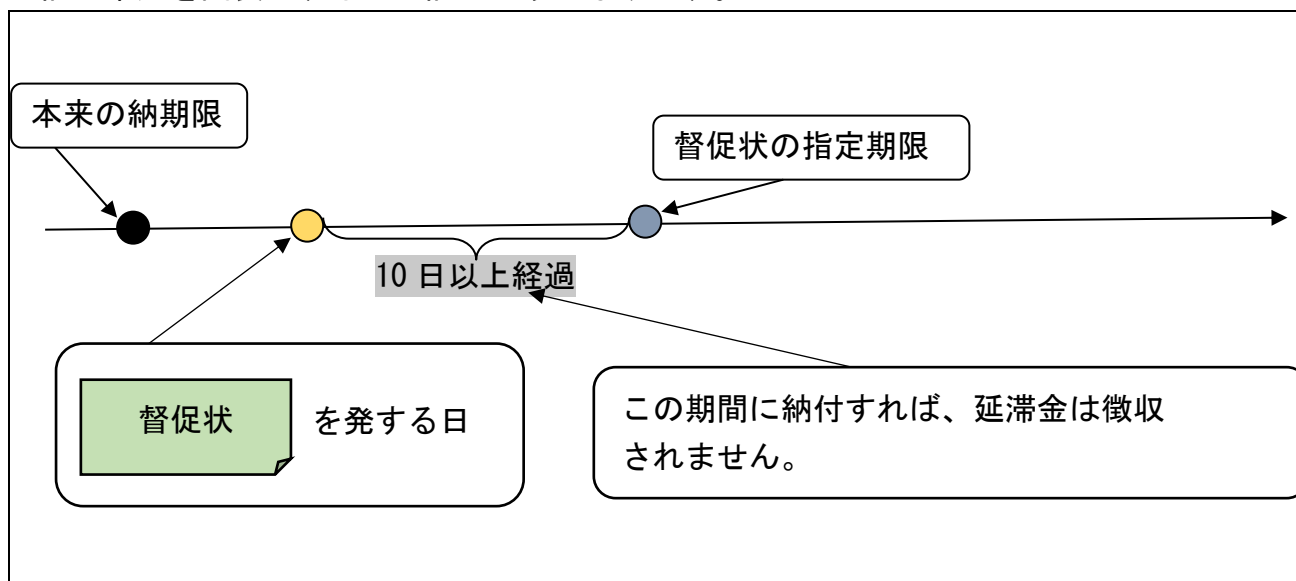 本来の納期限
督促状の指定期限
10 日以上経過
督促状 を発する日
この期間に納付すれば、延滞金は徴収
されません。